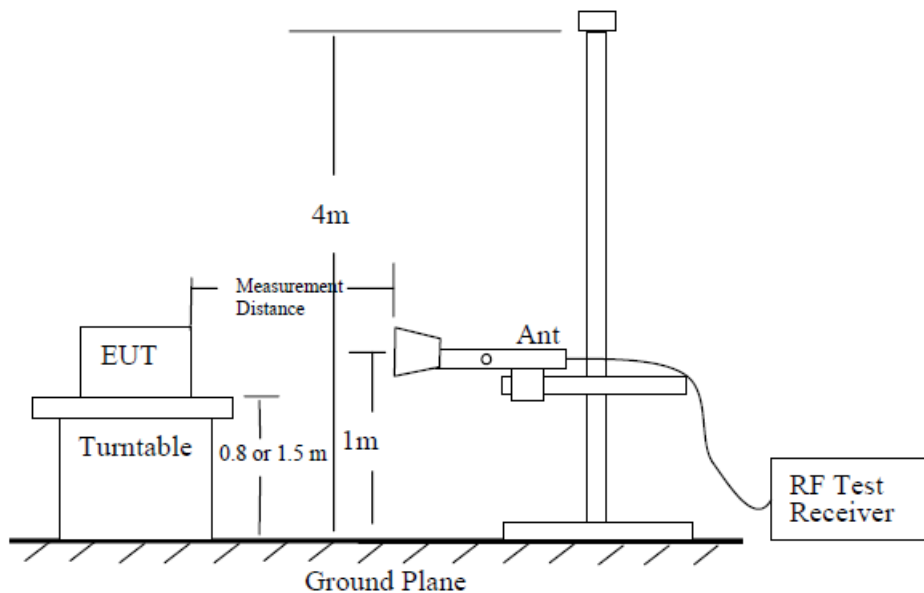 4m
Measurement
Distance
Ant
EUT
Turntable
0.8 or 1.5 m
1m
RF Test
Receiver
Ground Plane